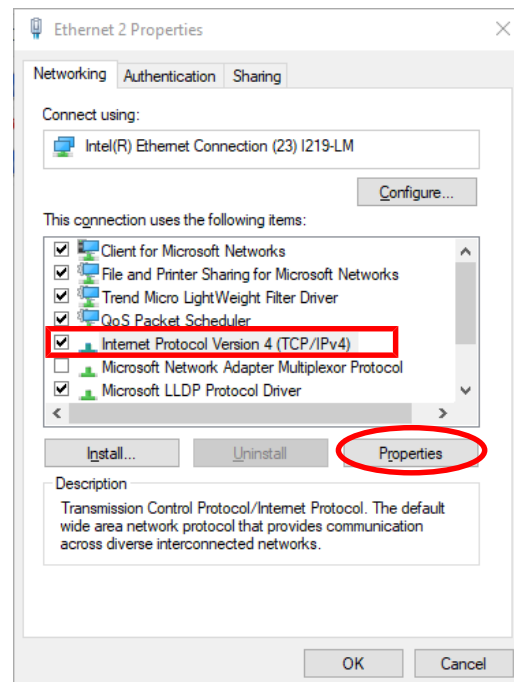 Ethernet 2 Properties
Networking Authentication Sharing
Connect using:
Intel(R) Ethernet Connection (23) I219-LM
Configure...
This connection uses the following items:
Client for Microsoft Networks
File and Printer Sharing for Microsoft Networks
Trend Micro LightWeight Filter Driver
QoS Packet Scheduler
Internet Protocol Version 4 (TCP/IPv4)
Microsoft Network Adapter Multiplexor Protocol
Microsoft LLDP Protocol Driver
Install... Uninstall Properties
Description
Transmission Control Protocol/Internet Protocol. The default
wide area network protocol that provides communication
across diverse interconnected networks.
OK Cancel